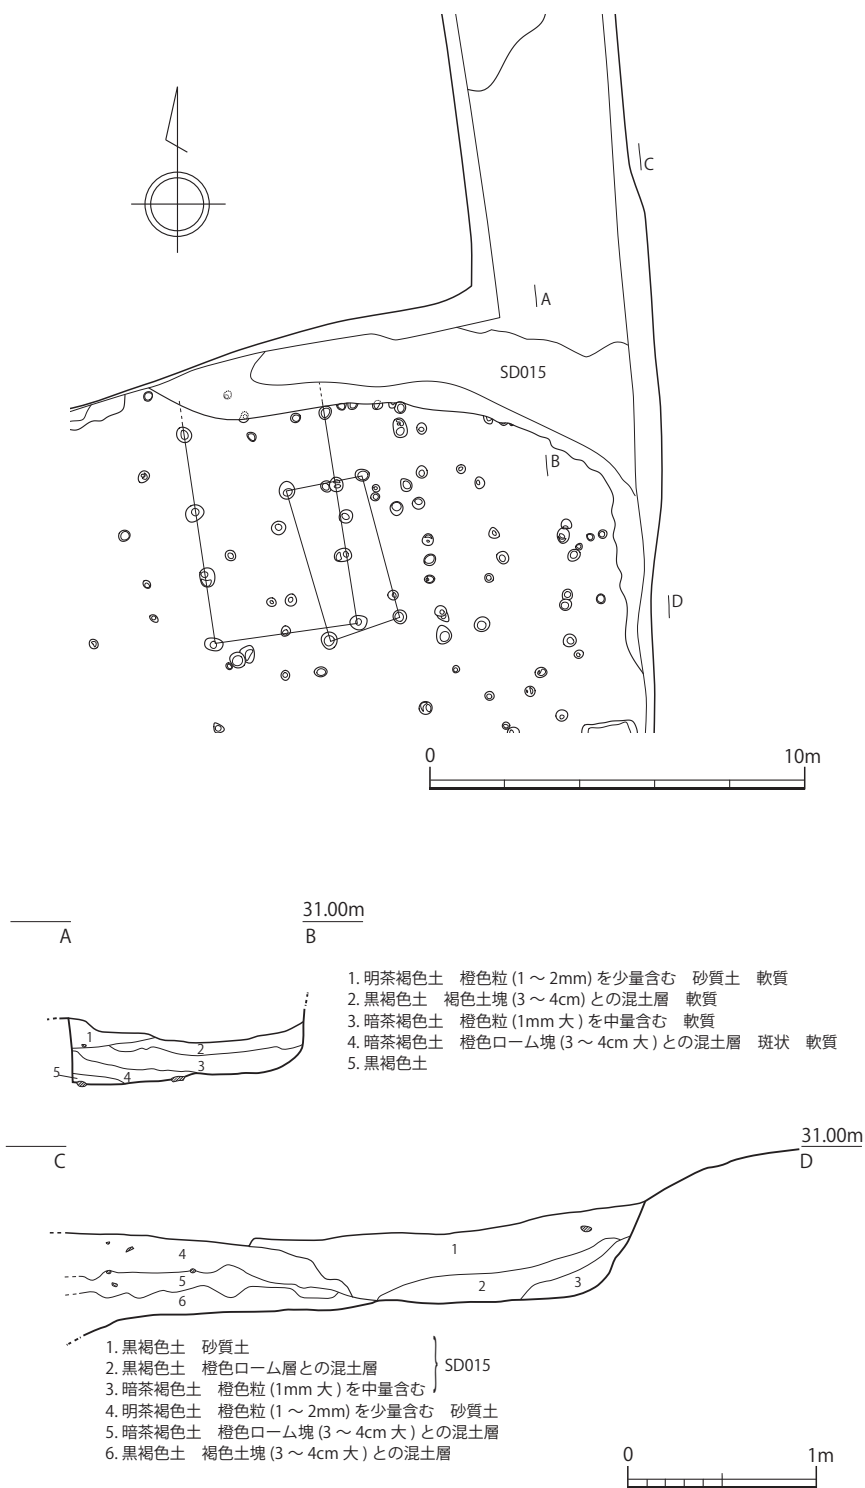 C
A
SD015
B
D
0 10m
31.00m
A B
1. 明茶褐色土 橙色粒 (1 ～ 2mm) を少量含む 砂質土 軟質
2. 黒褐色土 褐色土塊 (3 ～ 4cm) との混土層 軟質
3. 暗茶褐色土 橙色粒 (1mm 大 ) を中量含む 軟質
4. 暗茶褐色土 橙色ローム塊 (3 ～ 4cm 大 ) との混土層 斑状 軟質
5. 黒褐色土
1
2
3
5
4
31.00m
C D
4
1
5
2
3
6
1. 黒褐色土 砂質土
2. 黒褐色土 橙色ローム層との混土層
SD015
3. 暗茶褐色土 橙色粒 (1mm 大 ) を中量含む
4. 明茶褐色土 橙色粒 (1 ～ 2mm) を少量含む 砂質土
5. 暗茶褐色土 橙色ローム塊 (3 ～ 4cm 大 ) との混土層
6. 黒褐色土 褐色土塊 (3 ～ 4cm 大 ) との混土層
0 1m